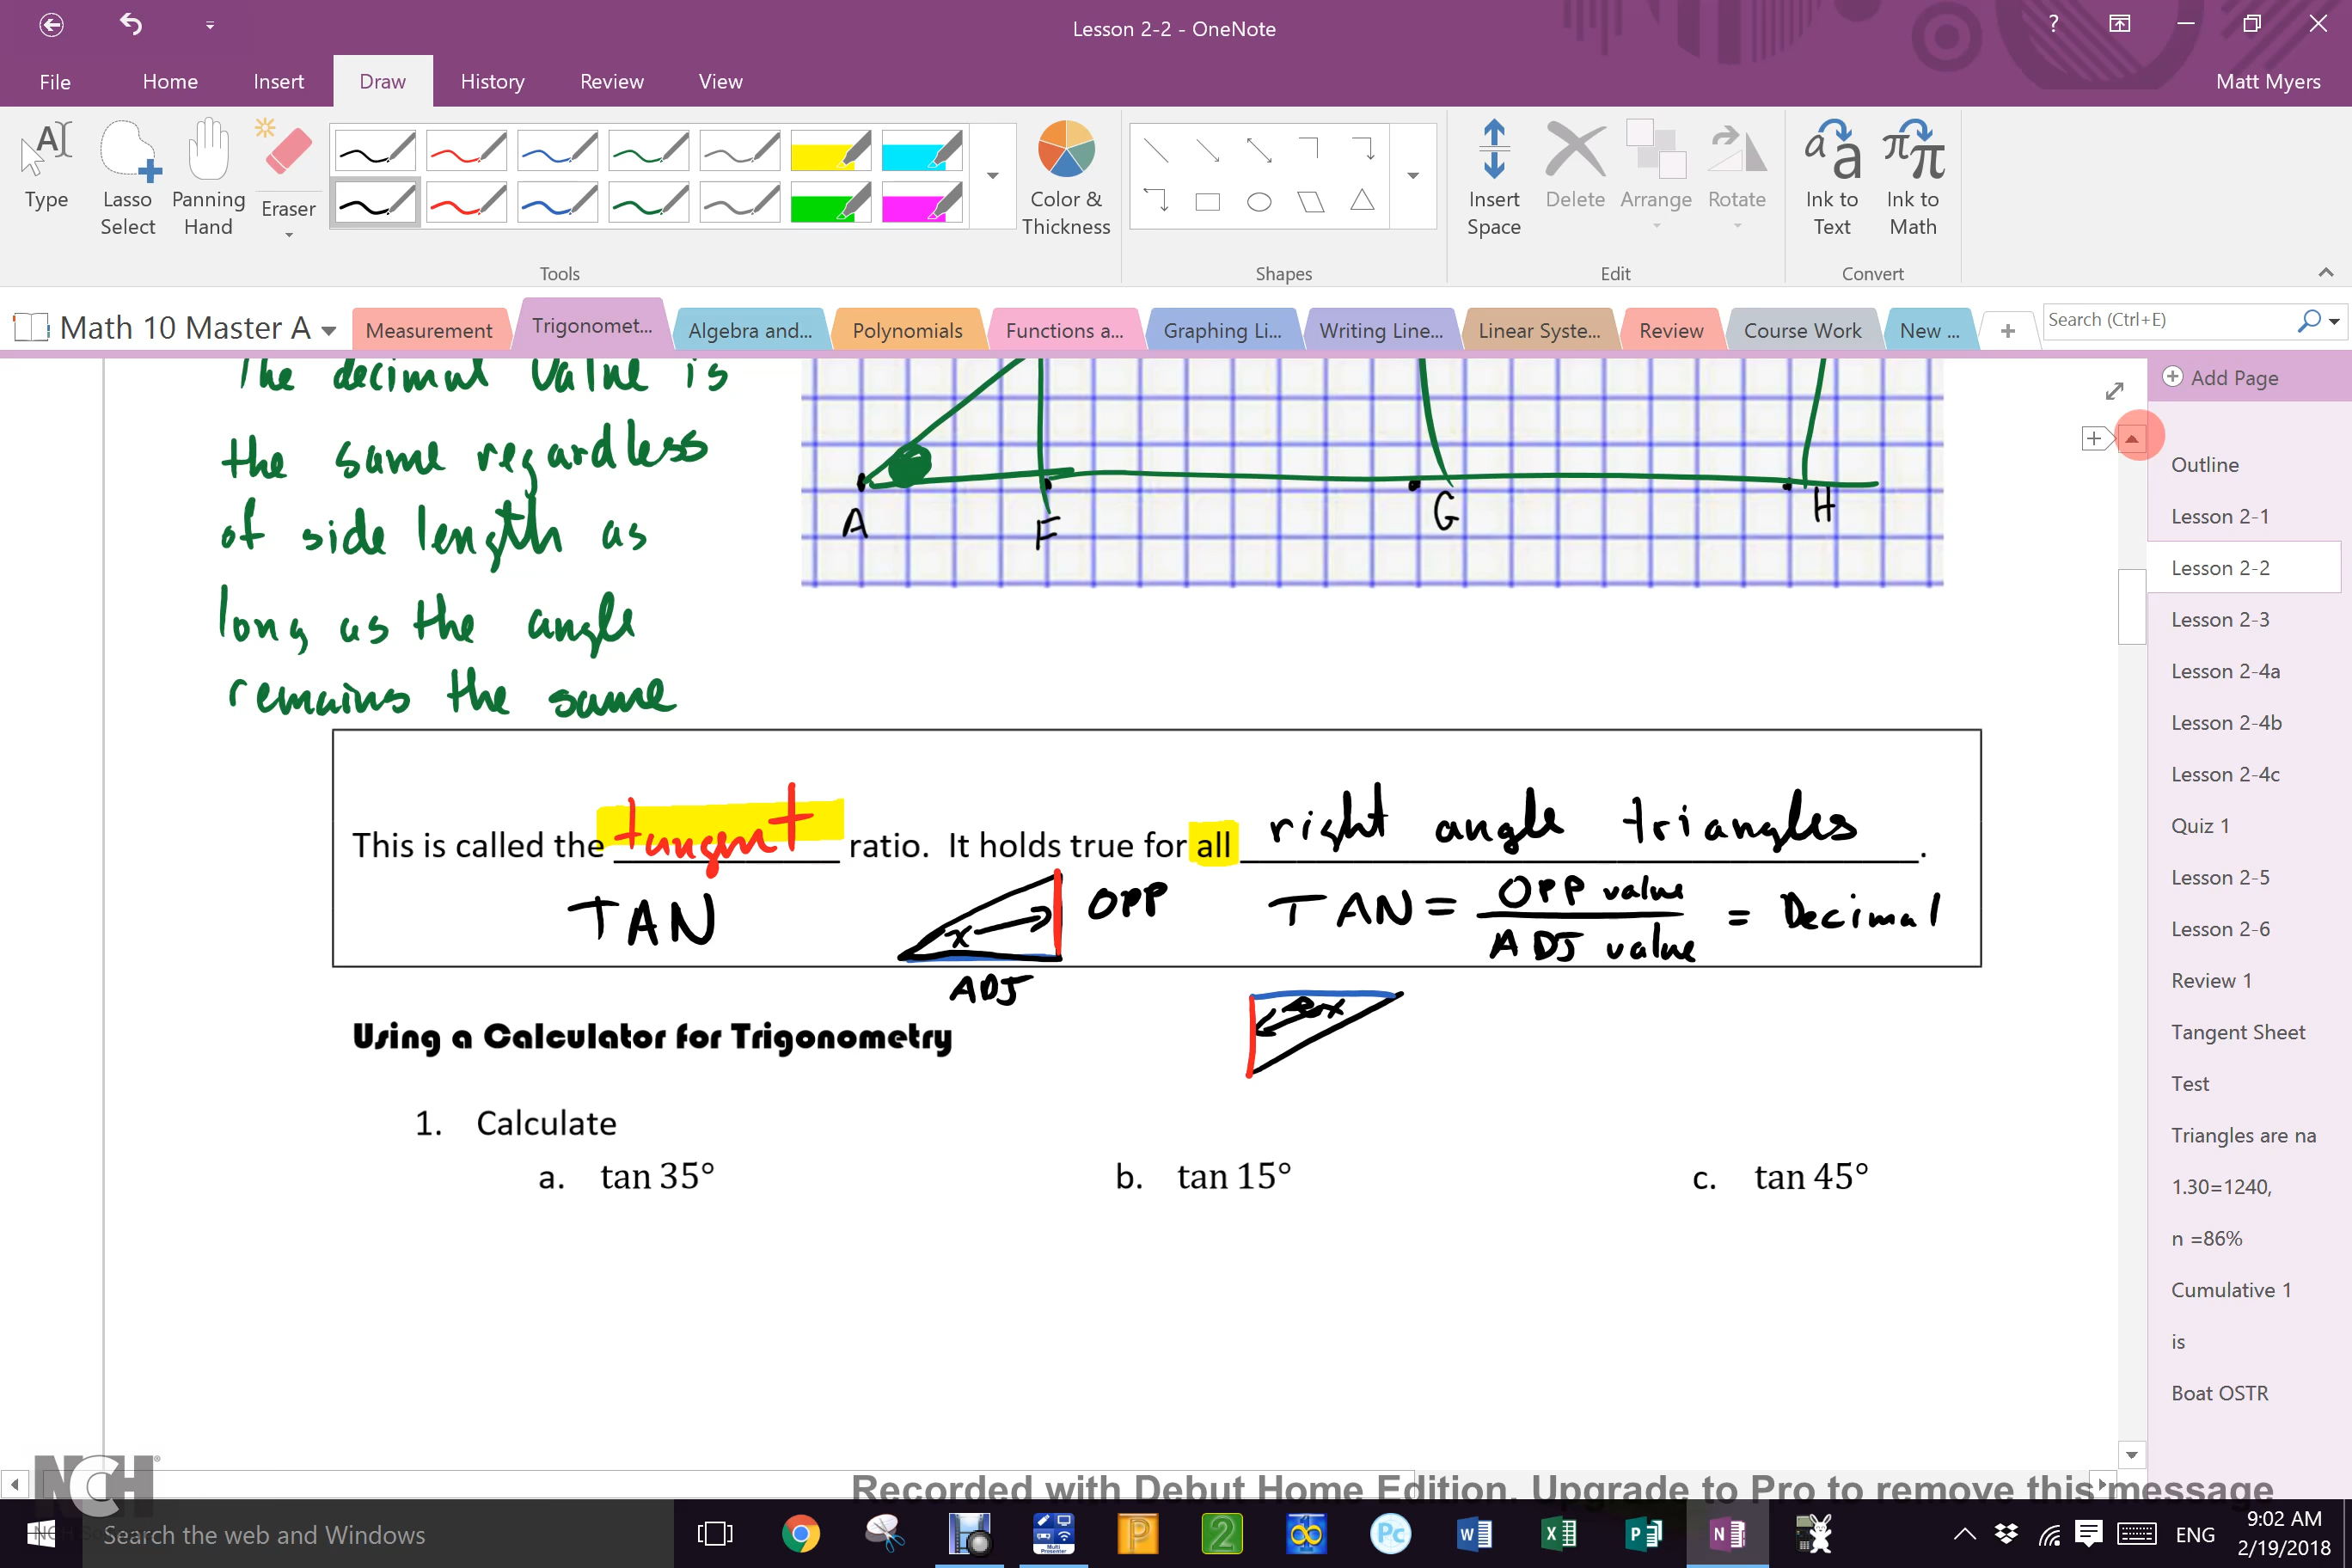 Lesson 2-2 - OneNote
?
File Home Insert Draw History Review View Matt Myers
Type Lasso Select Panning Hand Eraser
Color & Thickness
Insert Space Delete Arrange Rotate
Ink to Text Ink to Math
Tools Shapes Edit Convert
Math 10 Master A Measurement Trigonomet... Algebra and... Polynomials Functions a... Graphing Li... Writing Line... Linear Syste... Review Course Work New ... + Search (Ctrl+E)
The decimal value is
the same regardless
of side length as
long as the angle
remains the same
A F G H
This is called the tangent ratio. It holds true for all right angle triangles.
TAN
x OPP
ADJ
TAN = OPP value
ADJ value
= Decimal
x
Using a Calculator for Trigonometry
1. Calculate
a. tan 35° b. tan 15° c. tan 45°
Add Page
Outline
Lesson 2-1
Lesson 2-2
Lesson 2-3
Lesson 2-4a
Lesson 2-4b
Lesson 2-4c
Quiz 1
Lesson 2-5
Lesson 2-6
Review 1
Tangent Sheet
Test
Triangles are na
1.30=1240,
n =86%
Cumulative 1
is
Boat OSTR
NCH
Recorded with Debut Home Edition. Upgrade to Pro to remove this message
Search the web and Windows
ENG
9:02 AM
2/19/2018